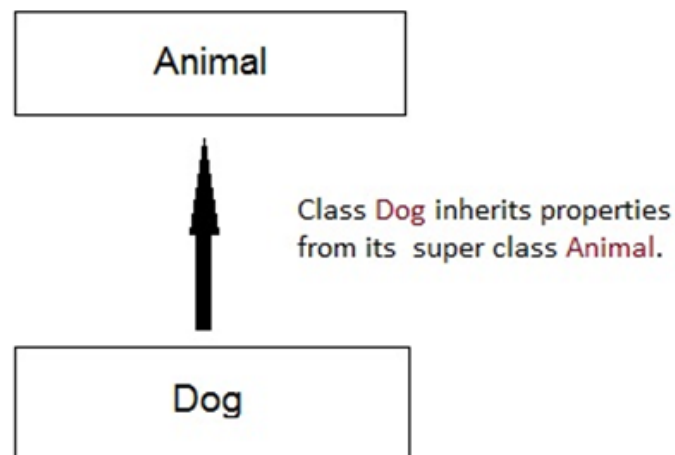 Animal
Class Dog inherits properties
from its super class Animal.
Dog